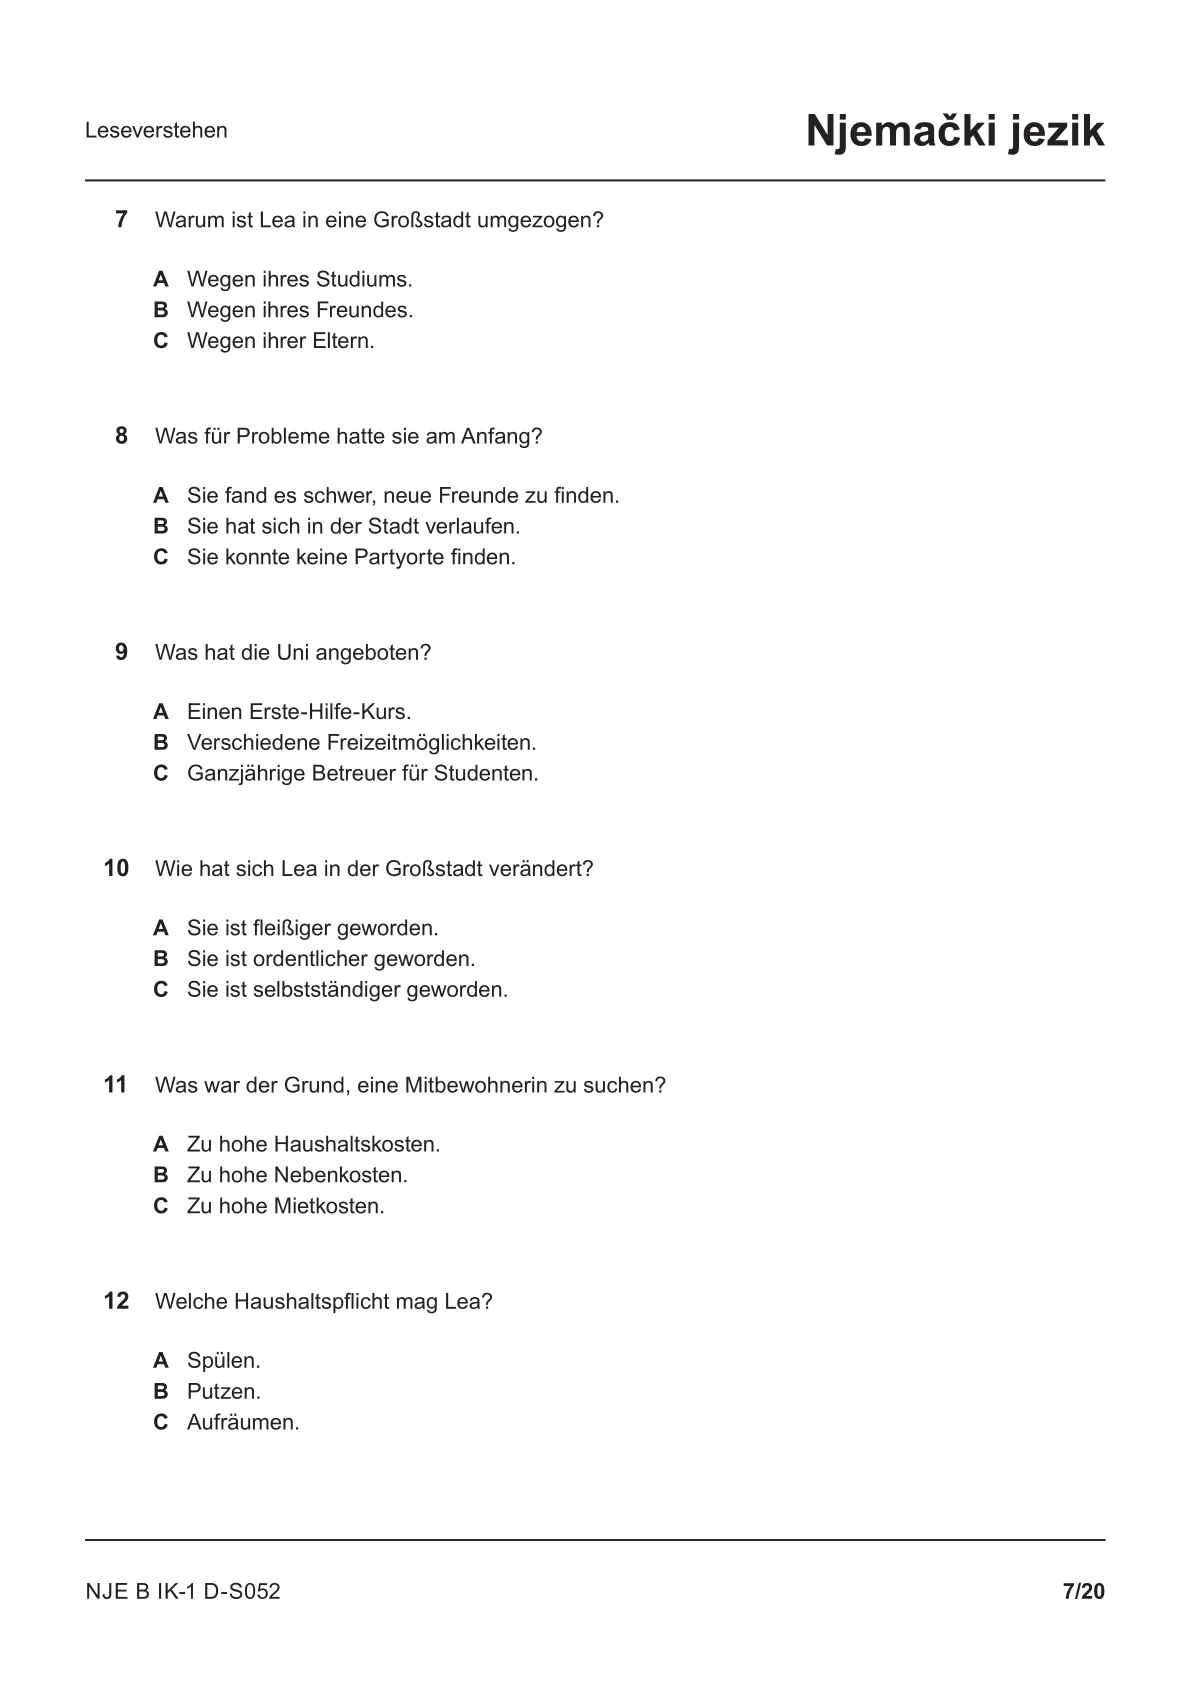 Leseverstehen
Njemački jezik
7 Warum ist Lea in eine Großstadt umgezogen?
A Wegen ihres Studiums.
B Wegen ihres Freundes.
C Wegen ihrer Eltern.
8 Was für Probleme hatte sie am Anfang?
A Sie fand es schwer, neue Freunde zu finden.
B Sie hat sich in der Stadt verlaufen.
C Sie konnte keine Partyorte finden.
9 Was hat die Uni angeboten?
A Einen Erste-Hilfe-Kurs.
B Verschiedene Freizeitmöglichkeiten.
C Ganzjährige Betreuer für Studenten.
10 Wie hat sich Lea in der Großstadt verändert?
A Sie ist fleißiger geworden.
B Sie ist ordentlicher geworden.
C Sie ist selbstständiger geworden.
11 Was war der Grund, eine Mitbewohnerin zu suchen?
A Zu hohe Haushaltskosten.
B Zu hohe Nebenkosten.
C Zu hohe Mietkosten.
12 Welche Haushaltspflicht mag Lea?
A Spülen.
B Putzen.
C Aufräumen.
NJE B IK-1 D-S052
7/20